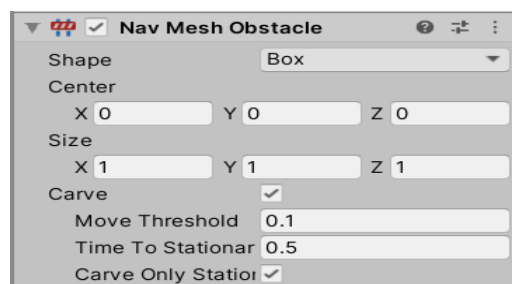 Nav Mesh Obstacle
Shape Box
Center
X 0 Y 0 Z 0
Size
X 1 Y 1 Z 1
Carve
Move Threshold 0.1
Time To Stationar 0.5
Carve Only Station